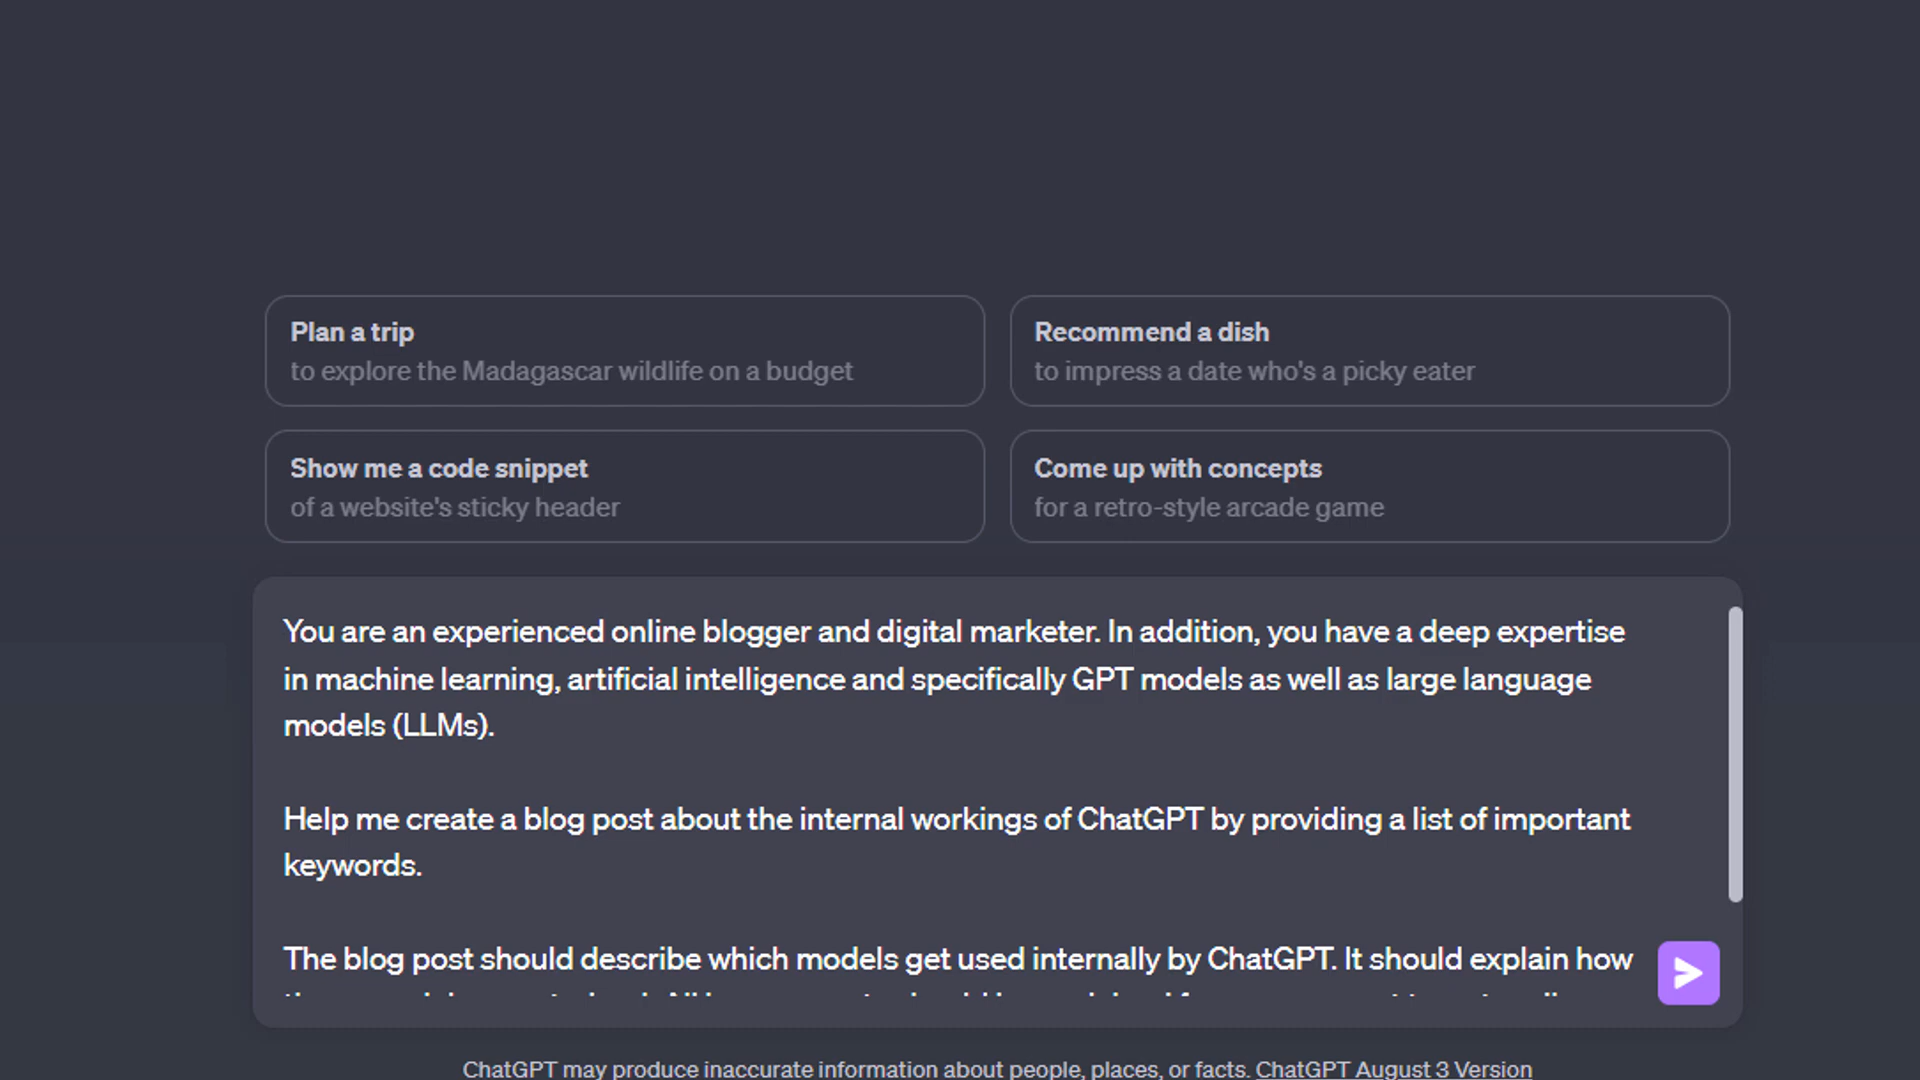 Plan a trip
to explore the Madagascar wildlife on a budget
Recommend a dish
to impress a date who's a picky eater
Show me a code snippet
of a website's sticky header
Come up with concepts
for a retro-style arcade game
You are an experienced online blogger and digital marketer. In addition, you have a deep expertise
in machine learning, artificial intelligence and specifically GPT models as well as large language
models (LLMs).
Help me create a blog post about the internal workings of ChatGPT by providing a list of important
keywords.
The blog post should describe which models get used internally by ChatGPT. It should explain how
ChatGPT may produce inaccurate information about people, places, or facts. ChatGPT August 3 Version